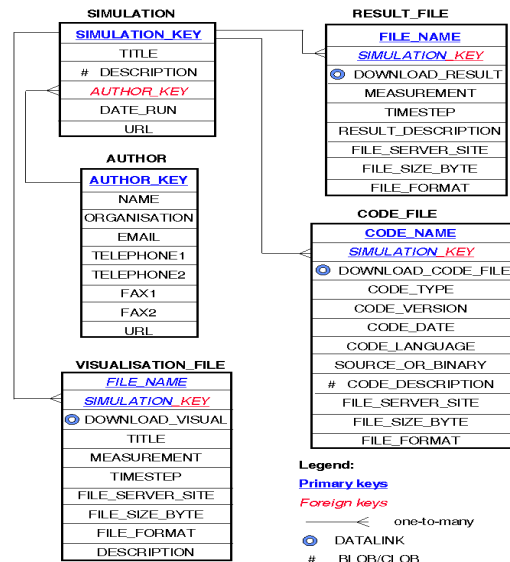 SIMULATION
SIMULATION_KEY
TITLE
# DESCRIPTION
AUTHOR_KEY
DATE_RUN
URL
AUTHOR
AUTHOR_KEY
NAME
ORGANISATION
EMAIL
TELEPHONE1
TELEPHONE2
FAX1
FAX2
URL
VISUALISATION_FILE
FILE_NAME
SIMULATION_KEY
DOWNLOAD_VISUAL
TITLE
MEASUREMENT
TIMESTEP
FILE_SERVER_SITE
FILE_SIZE_BYTE
FILE_FORMAT
DESCRIPTION
RESULT_FILE
FILE_NAME
SIMULATION_KEY
DOWNLOAD_RESULT
MEASUREMENT
TIMESTEP
RESULT_DESCRIPTION
FILE_SERVER_SITE
FILE_SIZE_BYTE
FILE_FORMAT
CODE_FILE
CODE_NAME
SIMULATION_KEY
DOWNLOAD_CODE_FILE
CODE_TYPE
CODE_VERSION
CODE_DATE
CODE_LANGUAGE
SOURCE_OR_BINARY
# CODE_DESCRIPTION
FILE_SERVER_SITE
FILE_SIZE_BYTE
FILE_FORMAT
Legend:
Primary keys
Foreign keys
one-to-many
DATALINK
# BLOB/CLOB